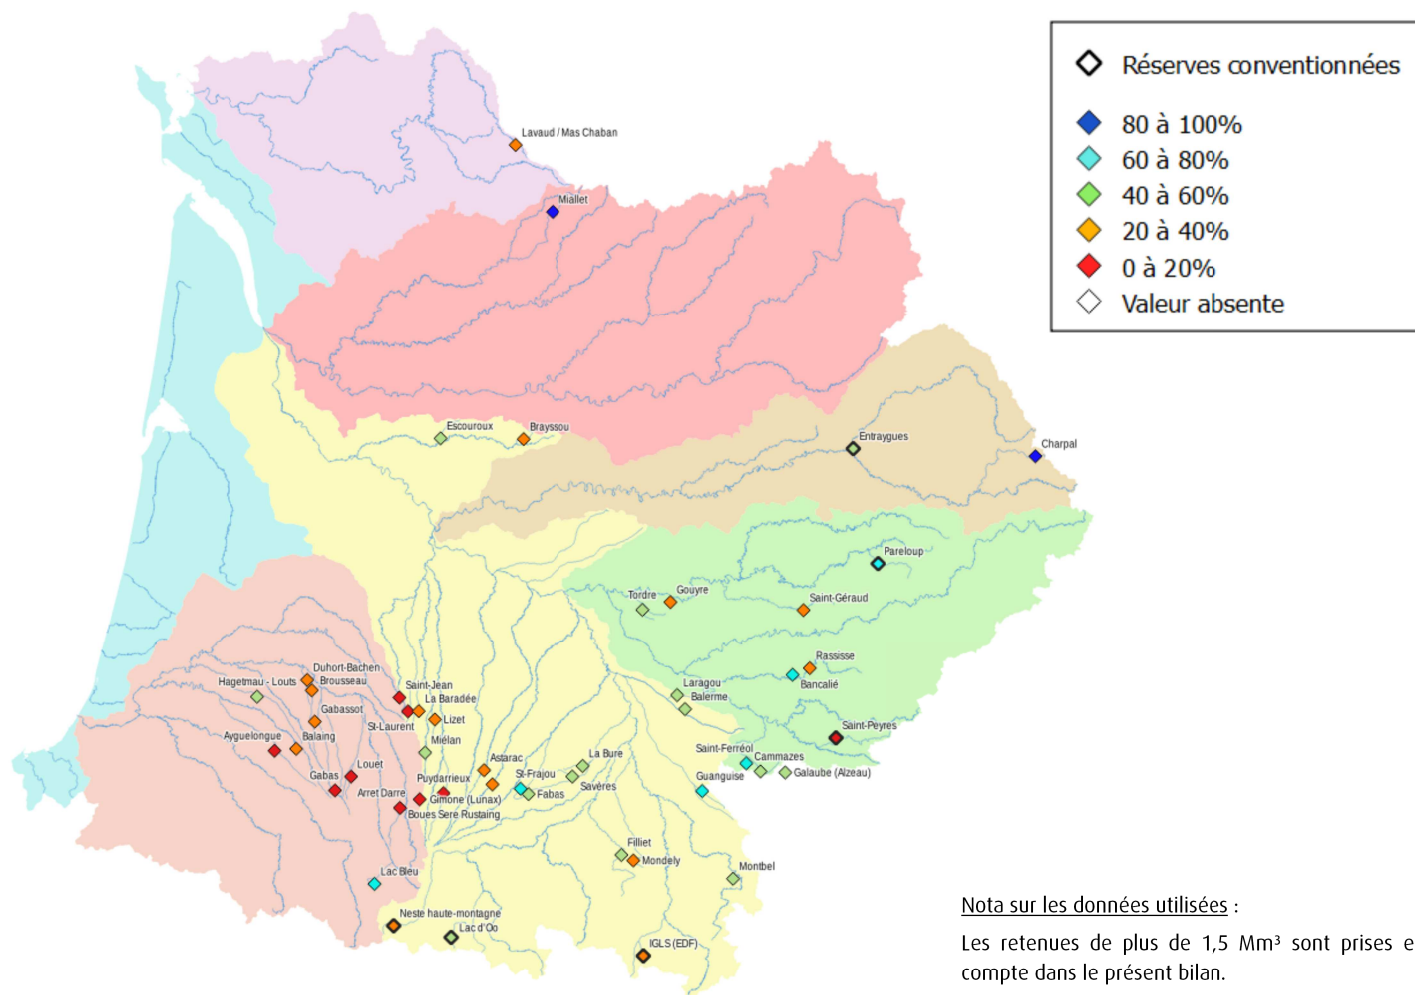 Réserves conventionnées
80 à 100%
60 à 80%
40 à 60%
20 à 40%
0 à 20%
Valeur absente
Lavaud / Mas Chaban
Miallet
Escouroux
Brayssou
Entraygues
Charpal
Pareloup
Tordre
Gouyre
Saint-Géraud
Duhort-Bachen
Hagetmau - Louts
Brousseau
Saint-Jean
La Baradée
Gabassot
St-Laurent
Lizet
Ayguelongue
Balaing
Miélan
Rassisse
Bancalié
Laragou
Balerme
Saint-Peyres
Louet
Gabas
Arret Darre
Puydarrieux
Astarac
St-Frajou
La Bure
Gimone (Lunax)
Fabas
Savères
Boues Sere Rustaing
Saint-Ferréol
Cammazes
Guanguise
Galaube (Alzeau)
Filliet
Mondely
Montbel
Lac Bleu
Neste haute-montagne
Lac d'Oo
IGLS (EDF)
Nota sur les données utilisées :
Les retenues de plus de 1,5 Mm³ sont prises e
compte dans le présent bilan.